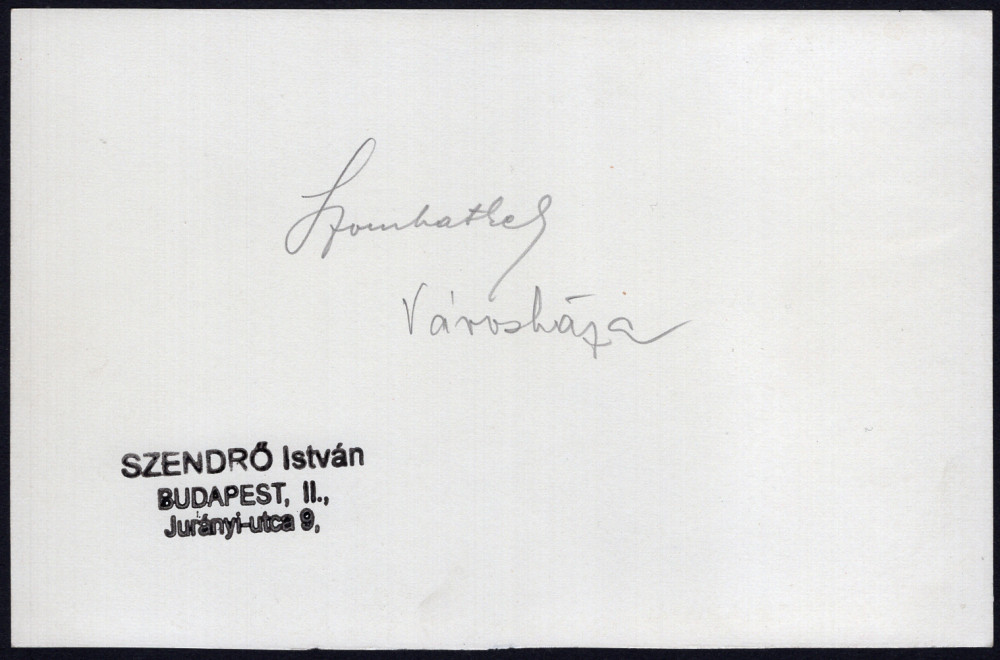 Szombathely
Városháza
SZENDRŐ István
BUDAPEST, II.,
Jurányi-utca 9,